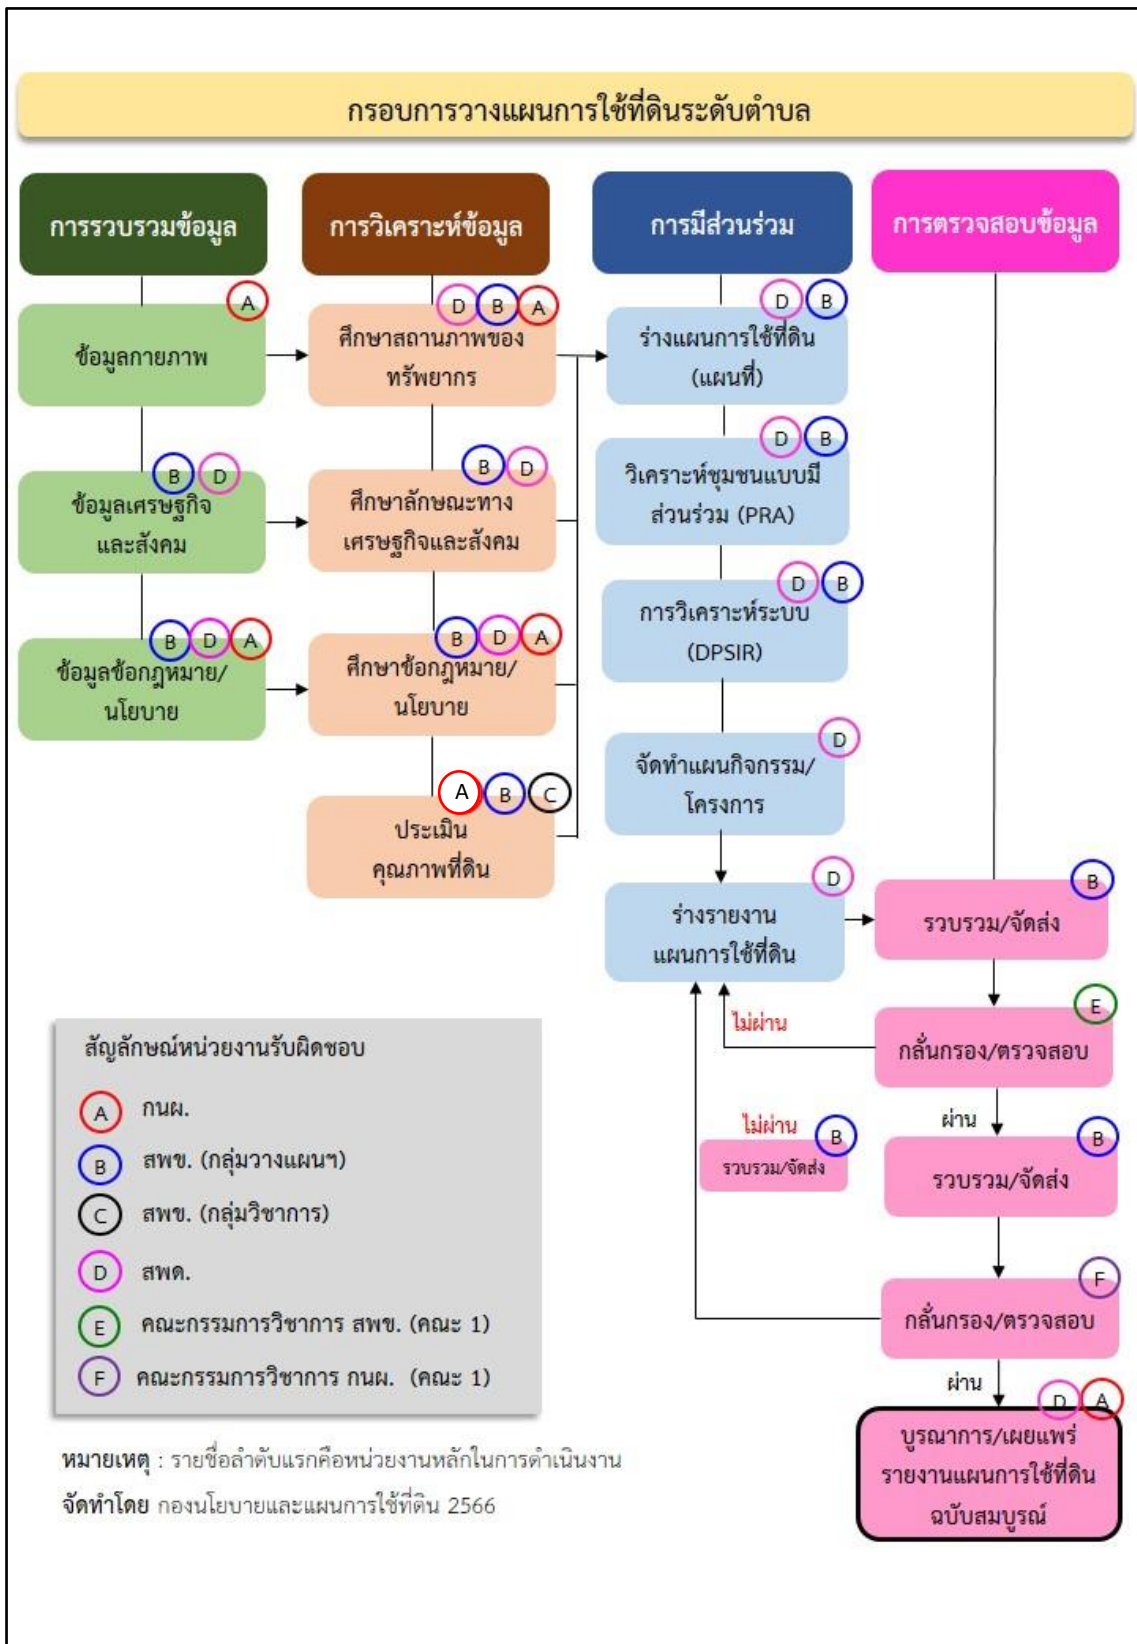 กรอบการวางแผนการใช้ที่ดินระดับตำบล
การรวบรวมข้อมูล
A
ข้อมูลกายภาพ
B D
ข้อมูลเศรษฐกิจ
และสังคม
B D A
ข้อมูลข้อกฎหมาย/
นโยบาย
การวิเคราะห์ข้อมูล
D B A
ศึกษาสถานภาพของ
ทรัพยากร
B D
ศึกษาลักษณะทาง
เศรษฐกิจและสังคม
B D A
ศึกษาข้อกฎหมาย/
นโยบาย
A B C
ประเมิน
คุณภาพที่ดิน
การมีส่วนร่วม
D B
ร่างแผนการใช้ที่ดิน
(แผนที่)
D B
วิเคราะห์ชุมชนแบบมี
ส่วนร่วม (PRA)
D B
การวิเคราะห์ระบบ
(DPSIR)
D
จัดทำแผนกิจกรรม/
โครงการ
D
ร่างรายงาน
แผนการใช้ที่ดิน
การตรวจสอบข้อมูล
B
รวบรวม/จัดส่ง
E
กลั่นกรอง/ตรวจสอบ
ไม่ผ่าน
ผ่าน
B
รวบรวม/จัดส่ง
ไม่ผ่าน
B
รวบรวม/จัดส่ง
F
กลั่นกรอง/ตรวจสอบ
ผ่าน
D A
บูรณาการ/เผยแพร่
รายงานแผนการใช้ที่ดิน
ฉบับสมบูรณ์
สัญลักษณ์หน่วยงานรับผิดชอบ
A กนผ.
B สพข. (กลุ่มวางแผนฯ)
C สพข. (กลุ่มวิชาการ)
D สพด.
E คณะกรรมการวิชาการ สพข. (คณะ 1)
F คณะกรรมการวิชาการ กนผ. (คณะ 1)
หมายเหตุ : รายชื่อลำดับแรกคือหน่วยงานหลักในการดำเนินงาน
จัดทำโดย กองนโยบายและแผนการใช้ที่ดิน 2566